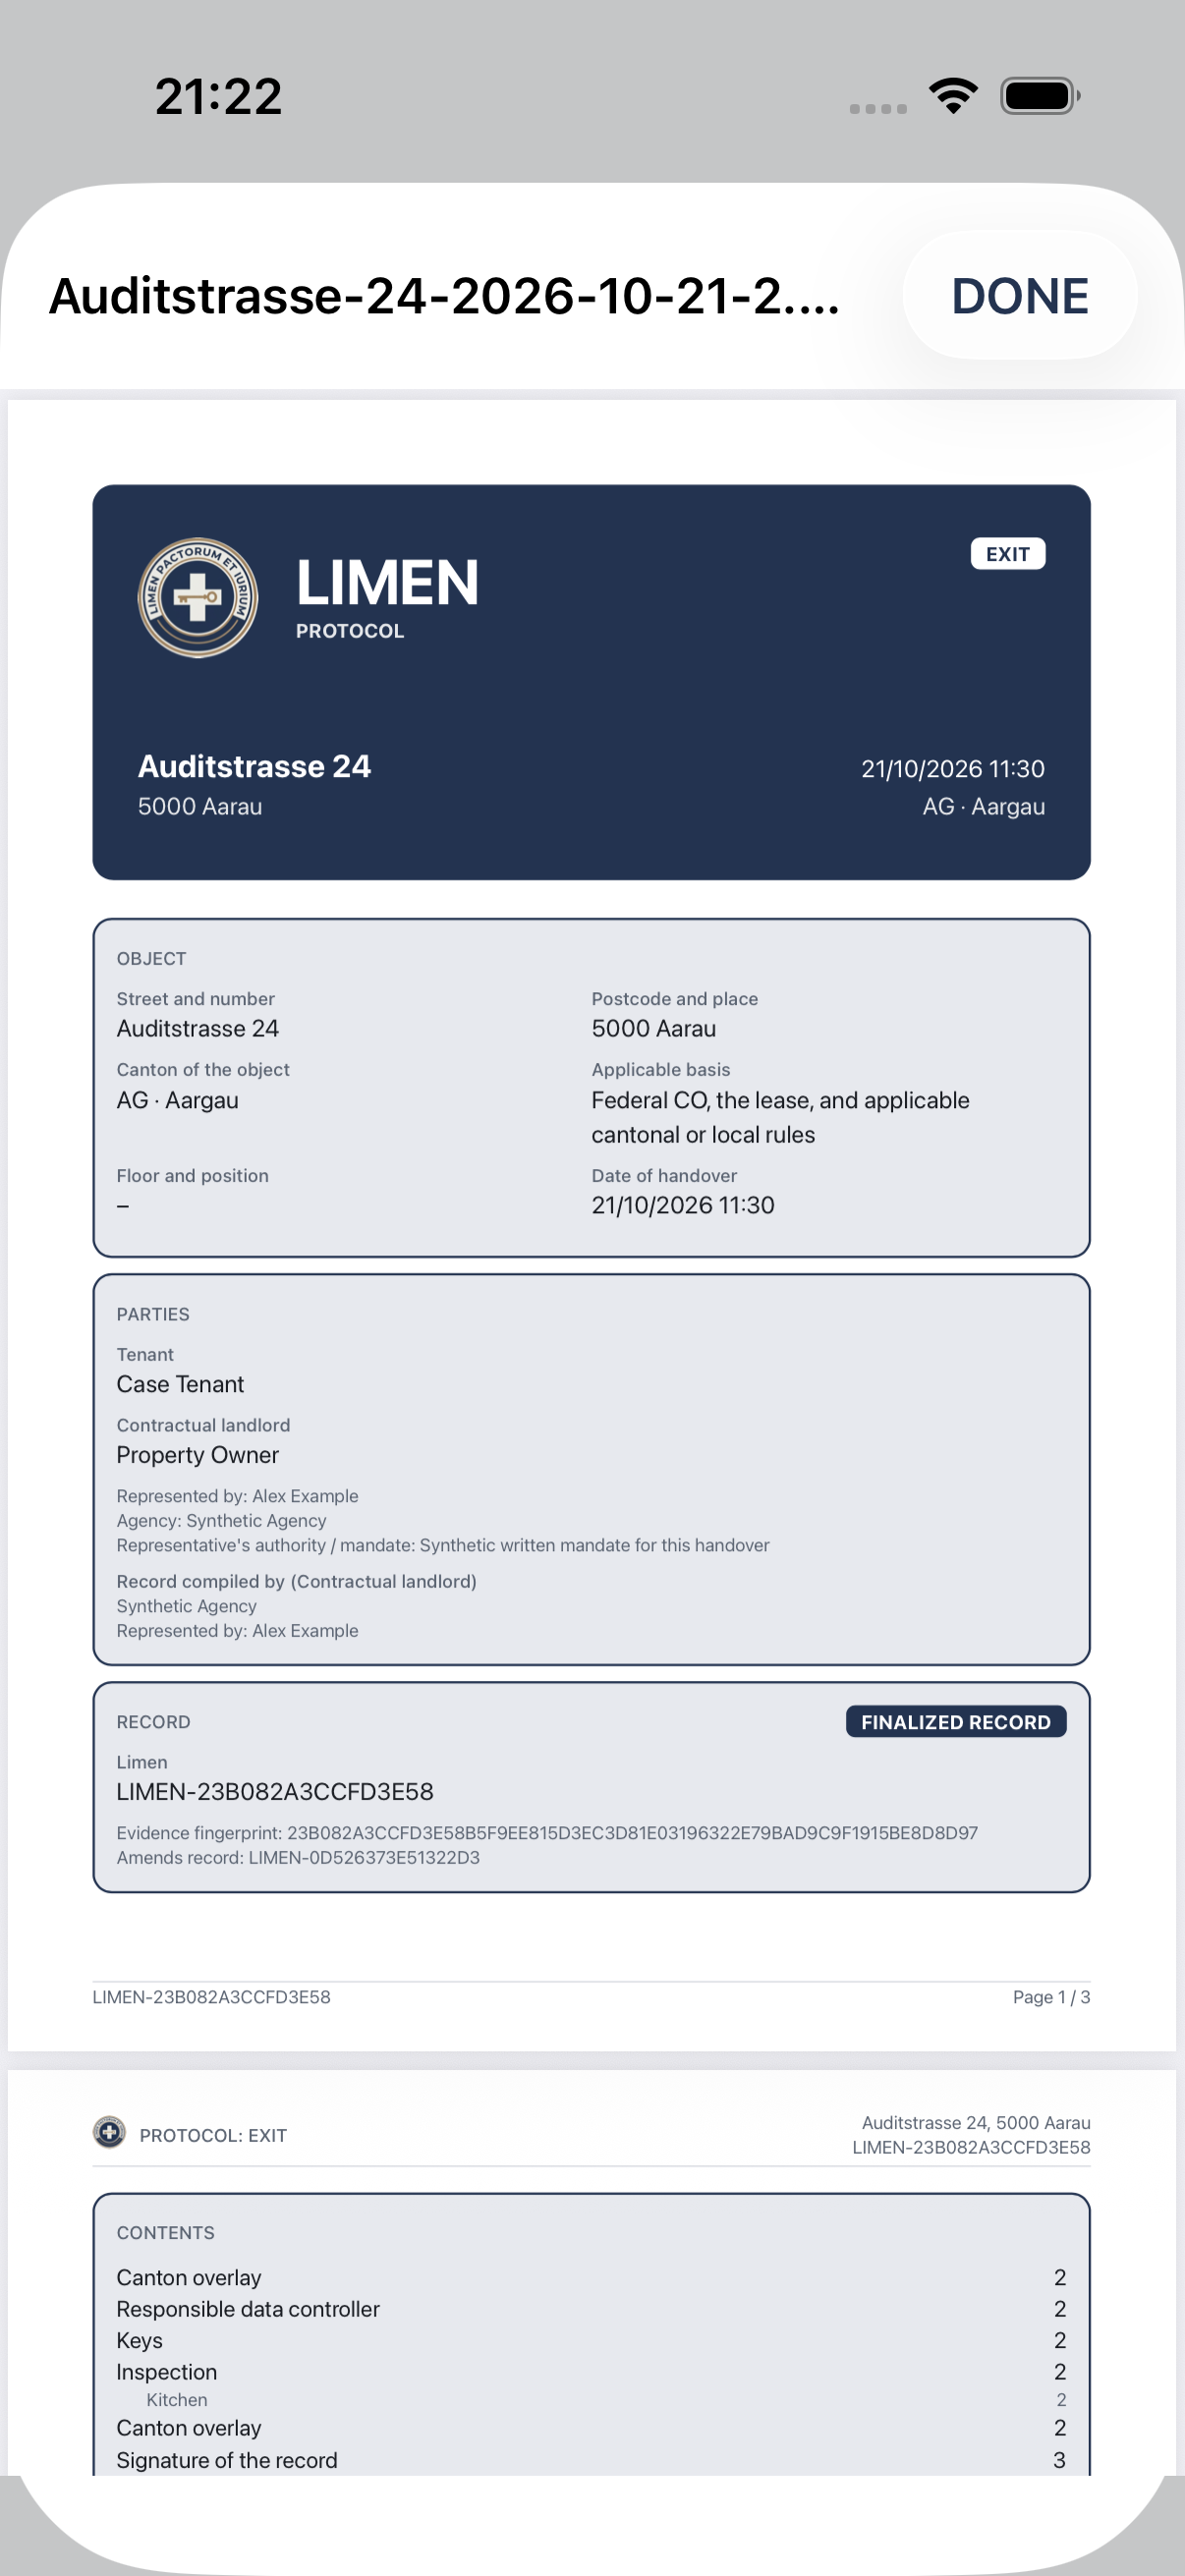 21:22
Auditstrasse-24-2026-10-21-2....
DONE
LIMEN PACTORUM ET IURIUM
LIMEN
PROTOCOL
EXIT
Auditstrasse 24
21/10/2026 11:30
5000 Aarau
AG · Aargau
OBJECT
Street and number
Postcode and place
Auditstrasse 24
5000 Aarau
Canton of the object
Applicable basis
AG · Aargau
Federal CO, the lease, and applicable
cantonal or local rules
Floor and position
Date of handover
–
21/10/2026 11:30
PARTIES
Tenant
Case Tenant
Contractual landlord
Property Owner
Represented by: Alex Example
Agency: Synthetic Agency
Representative's authority / mandate: Synthetic written mandate for this handover
Record compiled by (Contractual landlord)
Synthetic Agency
Represented by: Alex Example
RECORD
FINALIZED RECORD
Limen
LIMEN-23B082A3CCFD3E58
Evidence fingerprint: 23B082A3CCFD3E58B5F9EE815D3EC3D81E03196322E79BAD9C9F1915BE8D8D97
Amends record: LIMEN-0D526373E51322D3
LIMEN-23B082A3CCFD3E58
Page 1 / 3
PROTOCOL: EXIT
Auditstrasse 24, 5000 Aarau
LIMEN-23B082A3CCFD3E58
CONTENTS
Canton overlay 2
Responsible data controller 2
Keys 2
Inspection 2
Kitchen 2
Canton overlay 2
Signature of the record 3